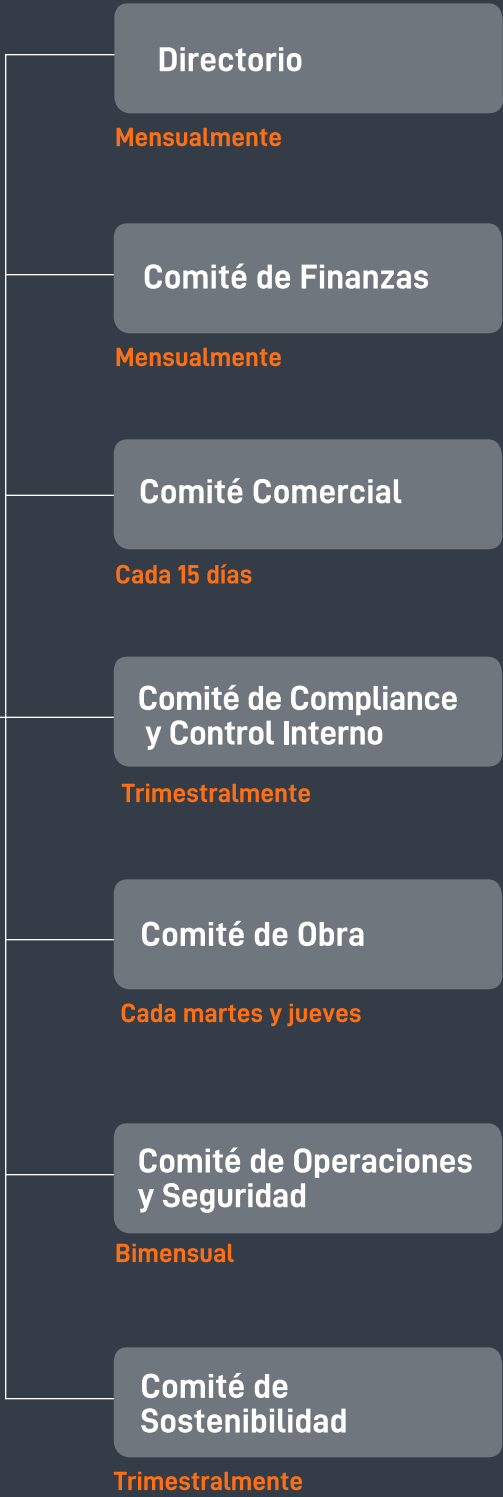 Directorio
Mensualmente
Comité de Finanzas
Mensualmente
Comité Comercial
Cada 15 días
Comité de Compliance
y Control Interno
Trimestralmente
Comité de Obra
Cada martes y jueves
Comité de Operaciones
y Seguridad
Bimensual
Comité de
Sostenibilidad
Trimestralmente